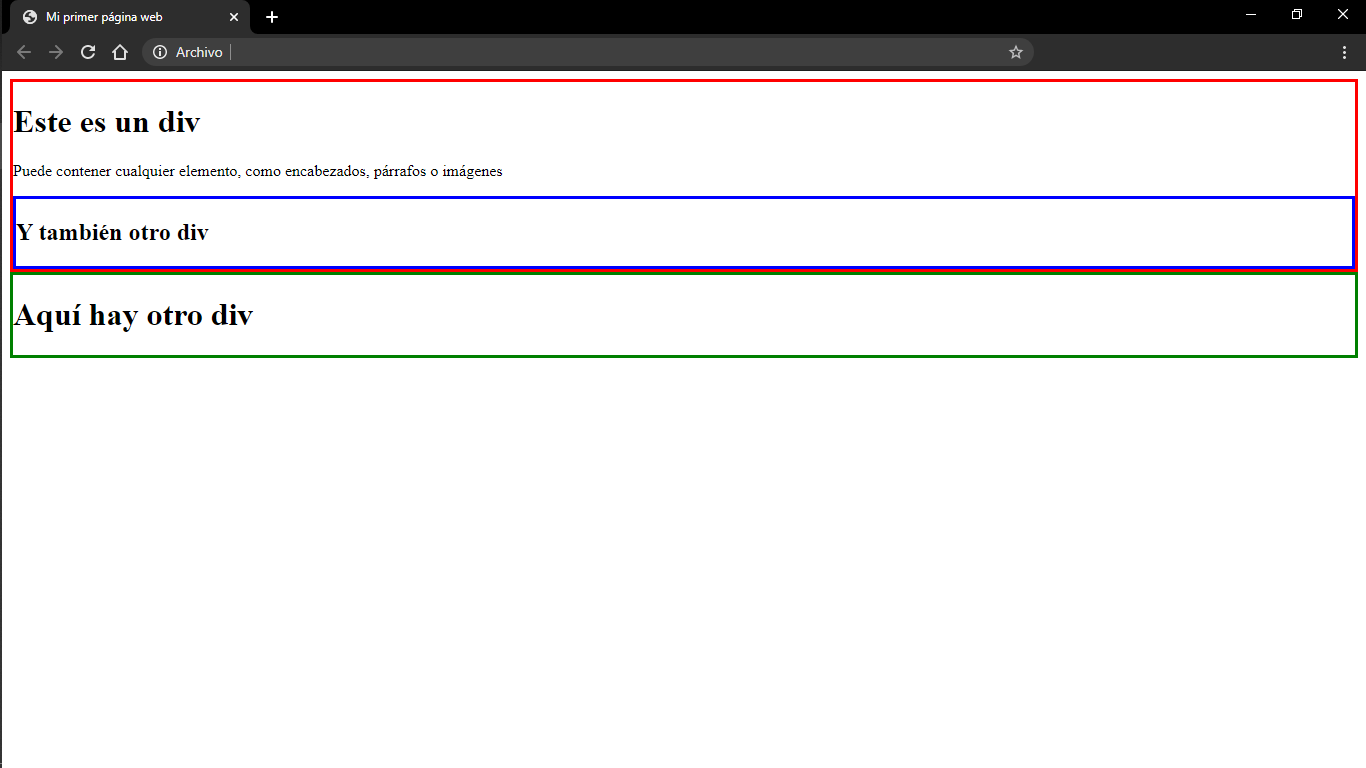 Mi primer página web
Archivo
Este es un div
Puede contener cualquier elemento, como encabezados, párrafos o imágenes
Y también otro div
Aquí hay otro div